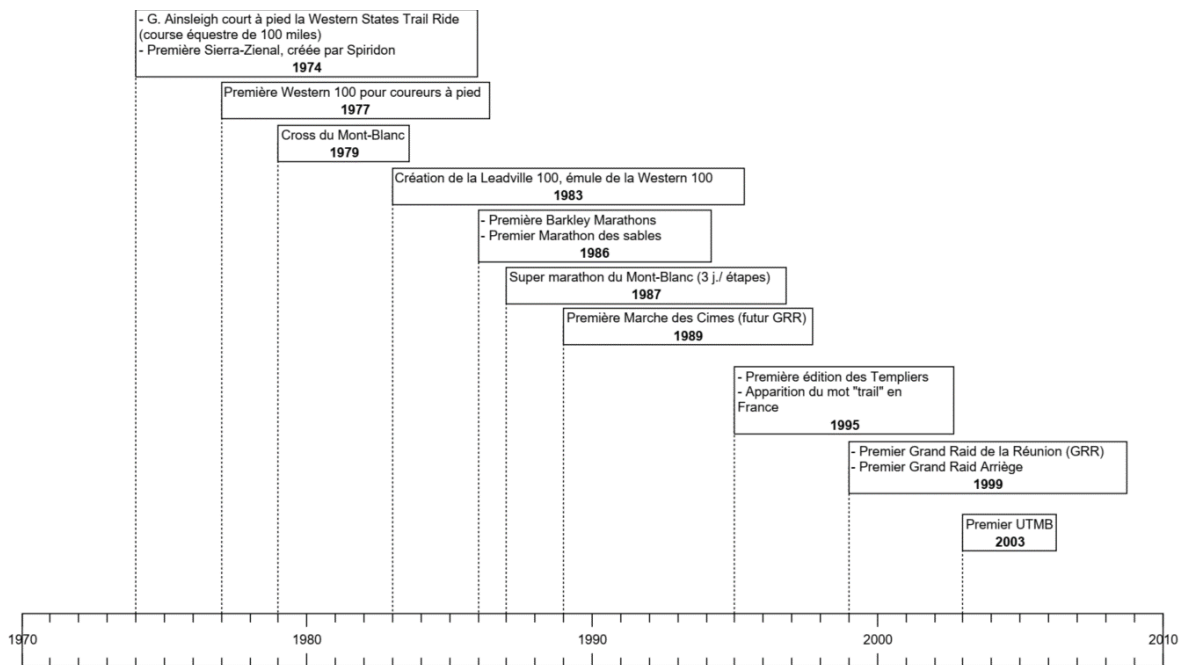 - G. Ainsleigh court à pied la Western States Trail Ride
(course équestre de 100 miles)
- Première Sierra-Zienal, créée par Spiridon
1974
Première Western 100 pour coureurs à pied
1977
Cross du Mont-Blanc
1979
Création de la Leadville 100, émule de la Western 100
1983
- Première Barkley Marathons
- Premier Marathon des sables
1986
Super marathon du Mont-Blanc (3 j./ étapes)
1987
Première Marche des Cimes (futur GRR)
1989
- Première édition des Templiers
- Apparition du mot "trail" en
France
1995
- Premier Grand Raid de la Réunion (GRR)
- Premier Grand Raid Arriège
1999
Premier UTMB
2003
1970 1980 1990 2000 2010